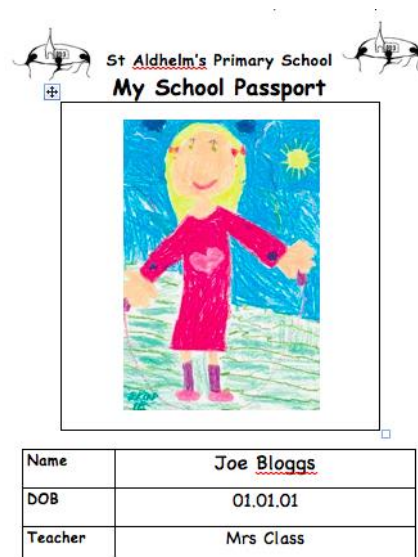 St Aldhelm's Primary School
My School Passport
Name Joe Bloggs
DOB 01.01.01
Teacher Mrs Class